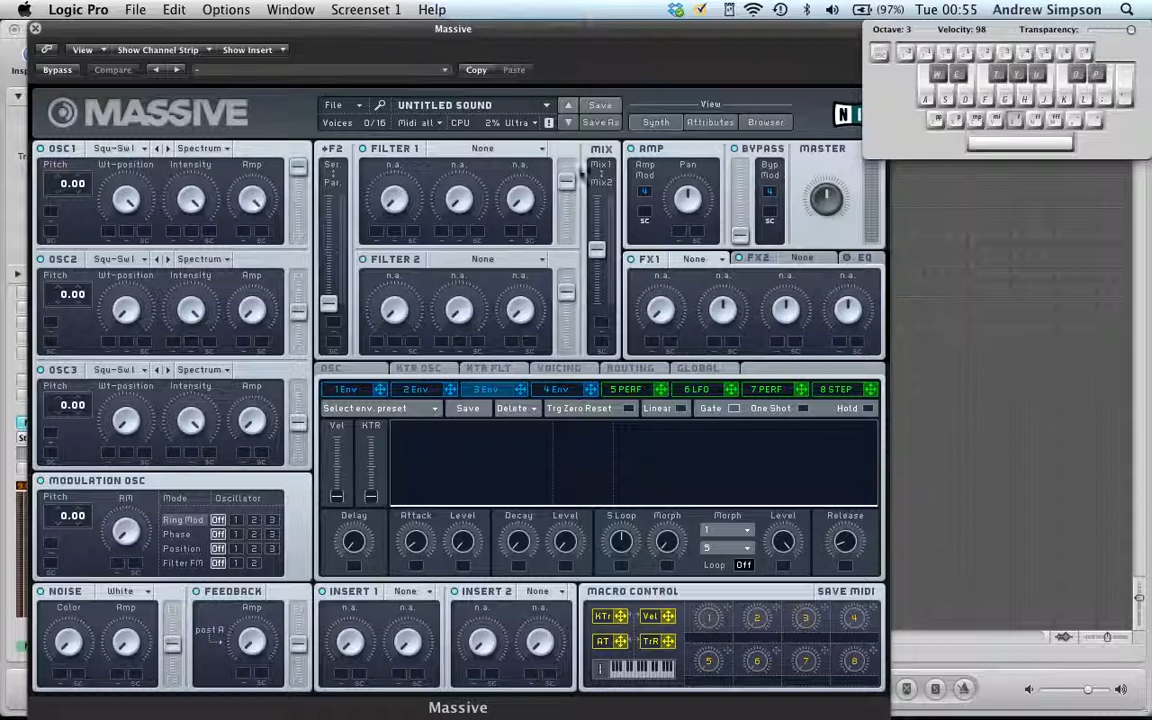 Logic Pro File Edit Options Window Screenset 1 Help (97%) Tue 00:55 Andrew Simpson
Massive
Octave: 3 Velocity: 98 Transparency:
View Show Channel Strip Show Insert
Bypass Compare - Copy Paste
MASSIVE
File UNTITLED SOUND Save View
Voices 0/16 Midi all CPU 2% Ultra Save As Synth Attributes Browser
OSC1 Squ-Swl Spectrum
Pitch Wt-position Intensity Amp
0.00
+F2 Ser. Par.
FILTER 1 None
n.a. n.a. n.a.
MIX Mix1 Mix2
AMP Amp Mod Pan
4
SC
BYPASS Byp Mod
4
SC
MASTER
OSC2 Squ-Swl Spectrum
Pitch Wt-position Intensity Amp
0.00
FILTER 2 None
n.a. n.a. n.a.
FX1 None FX2 None EQ
n.a. n.a. n.a. n.a.
OSC3 Squ-Swl Spectrum
Pitch Wt-position Intensity Amp
0.00
OSC KTR OSC KTR FLT VOICING ROUTING GLOBAL
1 Env 2 Env 3 Env 4 Env 5 PERF 6 LFO 7 PERF 8 STEP
Select env. preset Save Delete Trg Zero Reset Linear Gate One Shot Hold
Vel KTR
MODULATION OSC
Pitch RM Mode Oscillator
0.00
Ring Mod Off 1 2 3
Phase Off 1 2 3
Position Off 1 2 3
Filter FM Off 1 2
Delay Attack Level Decay Level S Loop Morph Morph Level Release
1
5
Loop Off
NOISE White
Color Amp
FEEDBACK
Amp
post A
INSERT 1 None
n.a. n.a.
INSERT 2 None
n.a. n.a.
MACRO CONTROL SAVE MIDI
KTr Vel 1 2 3 4
AT TrR
5 6 7 8
Massive